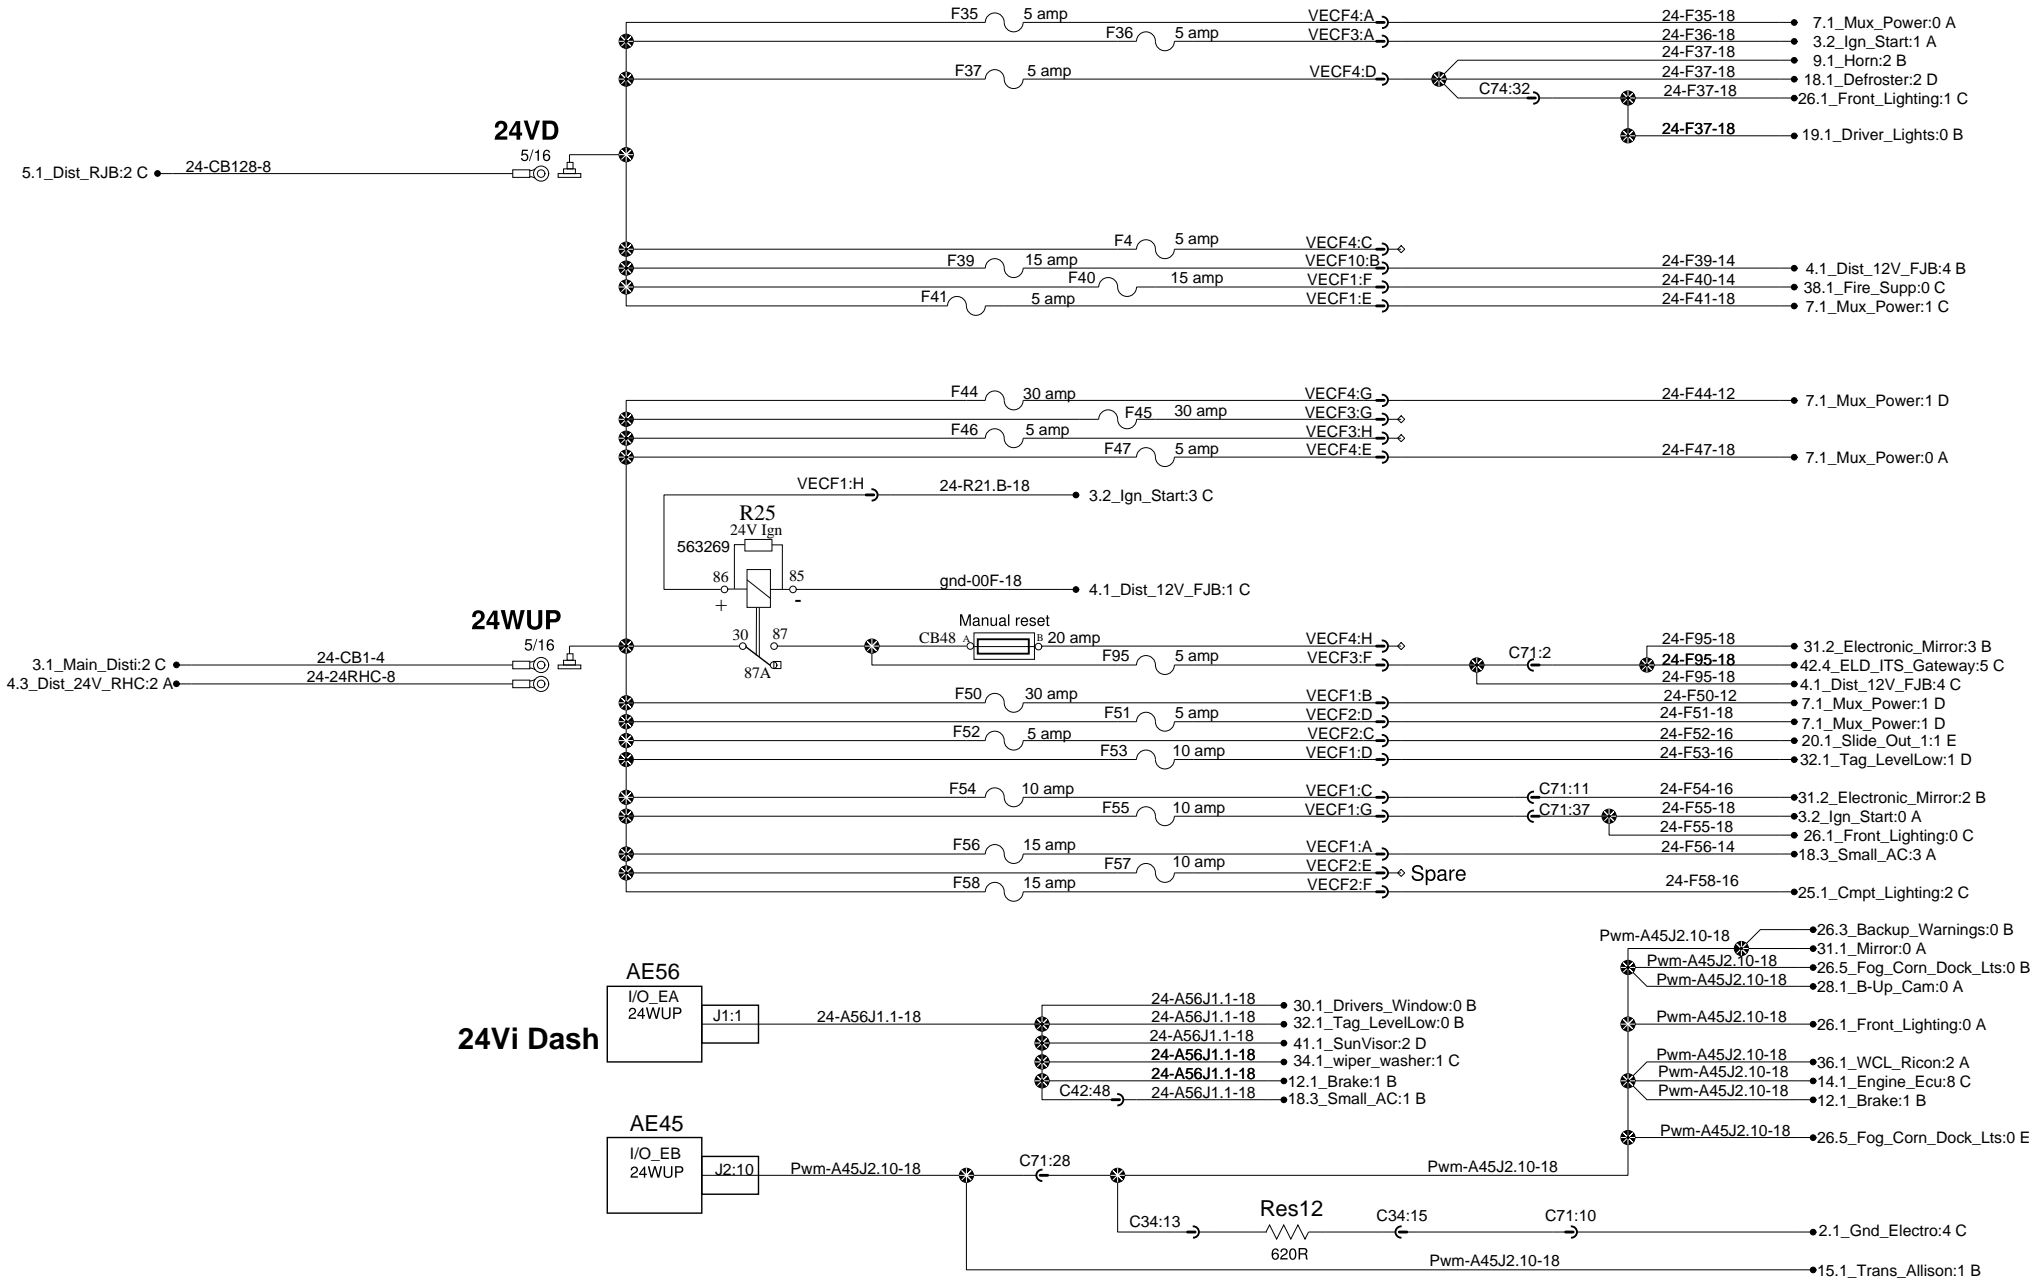 F35 5 amp VECF4:A 24-F35-18 7.1_Mux_Power:0 A
F36 5 amp VECF3:A 24-F36-18 3.2_Ign_Start:1 A
24-F37-18 9.1_Horn:2 B
F37 5 amp VECF4:D 24-F37-18 18.1_Defroster:2 D
C74:32 24-F37-18 26.1_Front_Lighting:1 C
24VD 24-F37-18 19.1_Driver_Lights:0 B
5/16
5.1_Dist_RJB:2 C 24-CB128-8
F4 5 amp VECF4:C
F39 15 amp VECF10:B 24-F39-14 4.1_Dist_12V_FJB:4 B
F40 15 amp VECF1:F 24-F40-14 38.1_Fire_Supp:0 C
F41 5 amp VECF1:E 24-F41-18 7.1_Mux_Power:1 C
F44 30 amp VECF4:G 24-F44-12 7.1_Mux_Power:1 D
F45 30 amp VECF3:G
F46 5 amp VECF3:H
F47 5 amp VECF4:E 24-F47-18 7.1_Mux_Power:0 A
VECF1:H 24-R21.B-18 3.2_Ign_Start:3 C
R25
24V Ign
563269
86 85 gnd-00F-18 4.1_Dist_12V_FJB:1 C
+ -
24WUP
Manual reset
5/16 30 87 CB48 A B 20 amp VECF4:H 24-F95-18 31.2_Electronic_Mirror:3 B
3.1_Main_Disti:2 C 24-CB1-4 87A F95 5 amp VECF3:F C71:2 24-F95-18 42.4_ELD_ITS_Gateway:5 C
4.3_Dist_24V_RHC:2 A 24-24RHC-8 24-F95-18 4.1_Dist_12V_FJB:4 C
F50 30 amp VECF1:B 24-F50-12 7.1_Mux_Power:1 D
F51 5 amp VECF2:D 24-F51-18 7.1_Mux_Power:1 D
F52 5 amp VECF2:C 24-F52-16 20.1_Slide_Out_1:1 E
F53 10 amp VECF1:D 24-F53-16 32.1_Tag_LevelLow:1 D
F54 10 amp VECF1:C C71:11 24-F54-16 31.2_Electronic_Mirror:2 B
F55 10 amp VECF1:G C71:37 24-F55-18 3.2_Ign_Start:0 A
24-F55-18 26.1_Front_Lighting:0 C
F56 15 amp VECF1:A 24-F56-14 18.3_Small_AC:3 A
F57 10 amp VECF2:E Spare
F58 15 amp VECF2:F 24-F58-16 25.1_Cmpt_Lighting:2 C
26.3_Backup_Warnings:0 B
Pwm-A45J2.10-18 31.1_Mirror:0 A
Pwm-A45J2.10-18 26.5_Fog_Corn_Dock_Lts:0 B
Pwm-A45J2.10-18 28.1_B-Up_Cam:0 A
Pwm-A45J2.10-18 26.1_Front_Lighting:0 A
Pwm-A45J2.10-18 36.1_WCL_Ricon:2 A
Pwm-A45J2.10-18 14.1_Engine_Ecu:8 C
Pwm-A45J2.10-18 12.1_Brake:1 B
Pwm-A45J2.10-18 26.5_Fog_Corn_Dock_Lts:0 E
24Vi Dash
AE56
I/O_EA
24WUP
J1:1 24-A56J1.1-18
24-A56J1.1-18 30.1_Drivers_Window:0 B
24-A56J1.1-18 32.1_Tag_LevelLow:0 B
24-A56J1.1-18 41.1_SunVisor:2 D
24-A56J1.1-18 34.1_wiper_washer:1 C
24-A56J1.1-18 12.1_Brake:1 B
C42:48 24-A56J1.1-18 18.3_Small_AC:1 B
AE45
I/O_EB
24WUP
J2:10 Pwm-A45J2.10-18 C71:28 Pwm-A45J2.10-18
C34:13 Res12 C34:15 C71:10 2.1_Gnd_Electro:4 C
620R
Pwm-A45J2.10-18 15.1_Trans_Allison:1 B